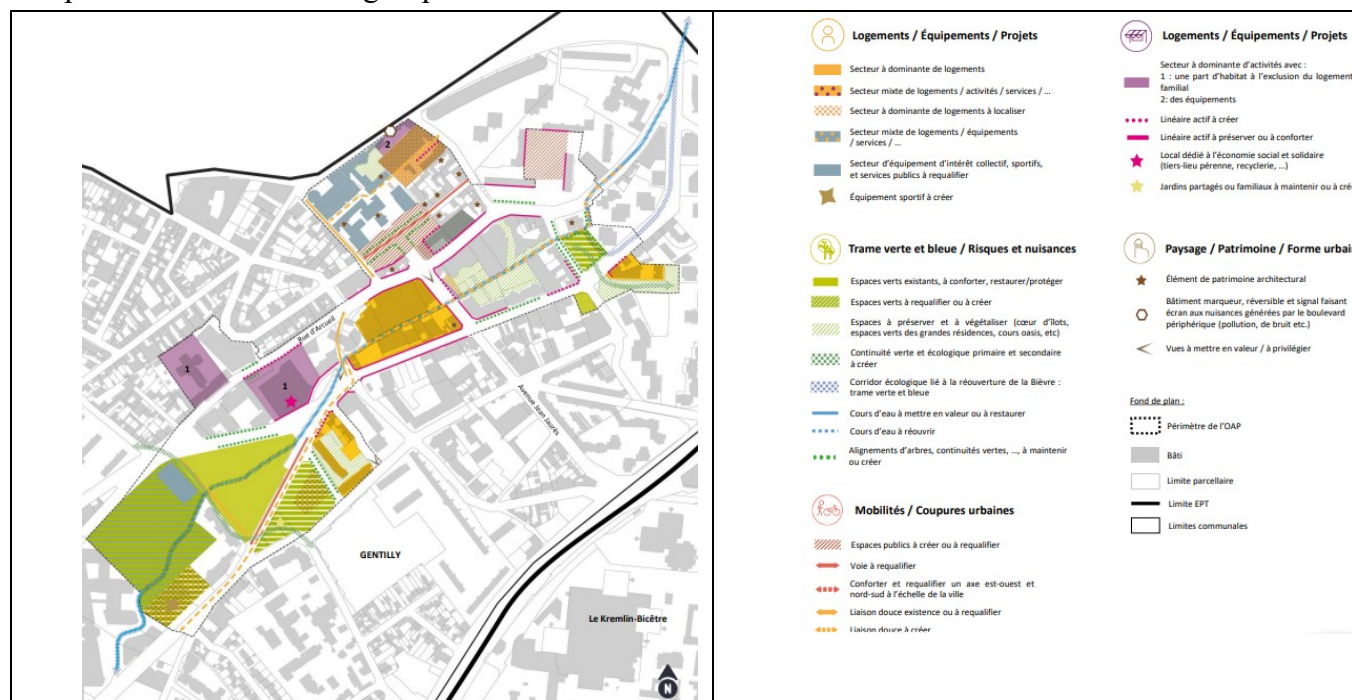 2
Rue d'Arcueil
1
1
Avenue Jean Jaurès
GENTILLY
Le Kremlin-Bicêtre
N
Logements / Équipements / Projets
Secteur à dominante de logements
Secteur mixte de logements / activités / services / ...
Secteur à dominante de logements à localiser
Secteur mixte de logements / équipements
/ services / ...
Secteur d'équipement d'intérêt collectif, sportifs,
et services publics à requalifier
Équipement sportif à créer
Trame verte et bleue / Risques et nuisances
Espaces verts existants, à conforter, restaurer/protéger
Espaces verts à requalifier ou à créer
Espaces à préserver et à végétaliser (cœur d'îlots,
espaces verts des grandes résidences, cours oasis, etc)
Continuité verte et écologique primaire et secondaire
à créer
Corridor écologique lié à la réouverture de la Bièvre :
trame verte et bleue
Cours d'eau à mettre en valeur ou à restaurer
Cours d'eau à réouvrir
Alignements d'arbres, continuités vertes, ..., à maintenir
ou créer
Mobilités / Coupures urbaines
Espaces publics à créer ou à requalifier
Voie à requalifier
Conforter et requalifier un axe est-ouest et
nord-sud à l'échelle de la ville
Liaison douce existence ou à requalifier
Liaison douce à créer
Logements / Équipements / Projets
Secteur à dominante d'activités avec :
1 : une part d'habitat à l'exclusion du logement
familial
2: des équipements
Linéaire actif à créer
Linéaire actif à préserver ou à conforter
Local dédié à l'économie social et solidaire
(tiers-lieu pérenne, recyclerie, ...)
Jardins partagés ou familiaux à maintenir ou à cré
Paysage / Patrimoine / Forme urbai
Élément de patrimoine architectural
Bâtiment marqueur, réversible et signal faisant
écran aux nuisances générées par le boulevard
périphérique (pollution, de bruit etc.)
Vues à mettre en valeur / à privilégier
Fond de plan :
Périmètre de l'OAP
Bâti
Limite parcellaire
Limite EPT
Limites communales